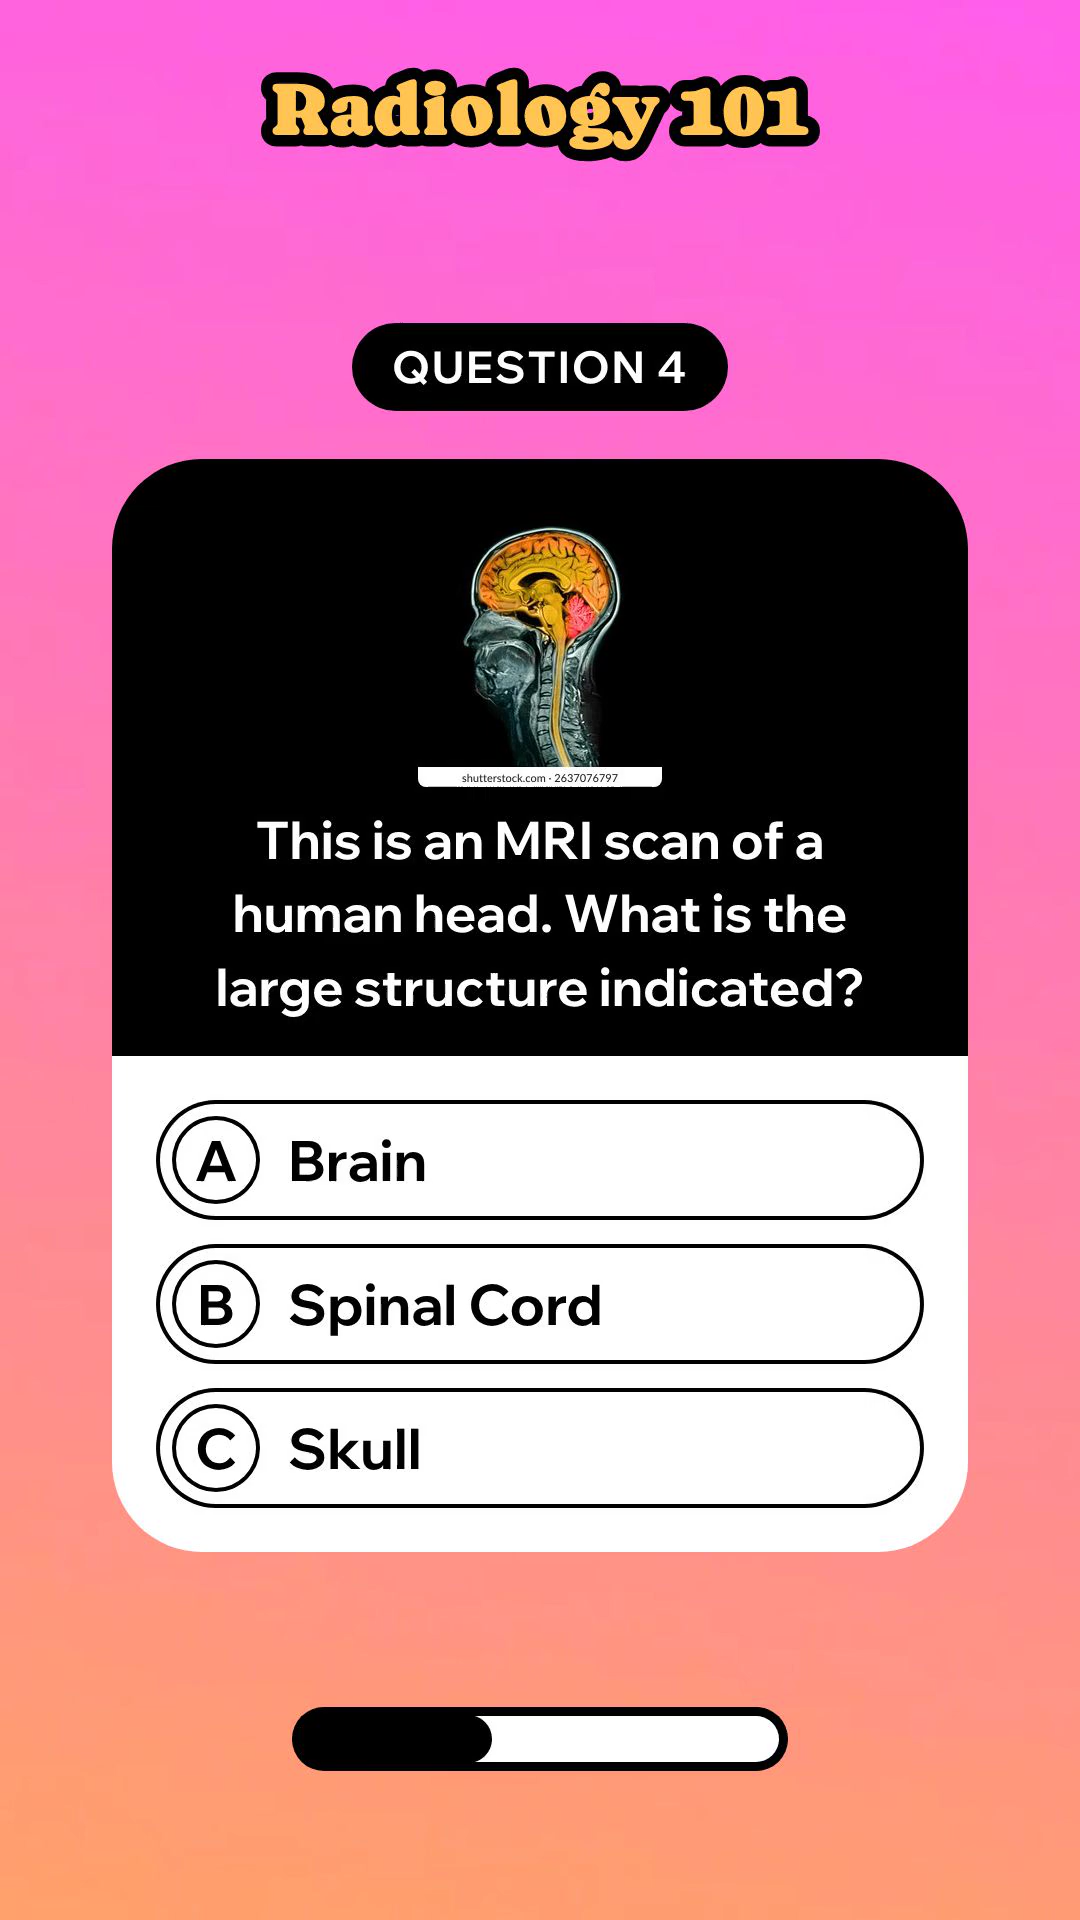 Radiology 101
QUESTION 4
shutterstock.com · 2637076797
This is an MRI scan of a
human head. What is the
large structure indicated?
A Brain
B Spinal Cord
C Skull